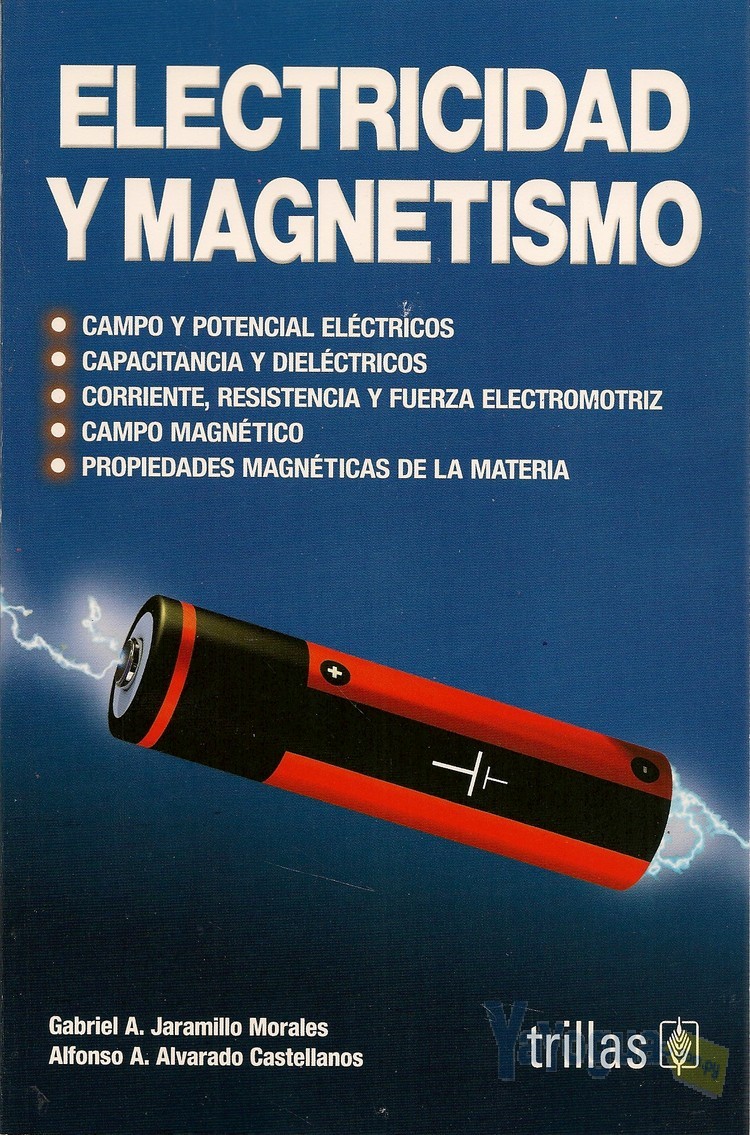 ELECTRICIDAD
Y MAGNETISMO
CAMPO Y POTENCIAL ELÉCTRICOS
CAPACITANCIA Y DIELÉCTRICOS
CORRIENTE, RESISTENCIA Y FUERZA ELECTROMOTRIZ
CAMPO MAGNÉTICO
PROPIEDADES MAGNÉTICAS DE LA MATERIA
+
-
Gabriel A. Jaramillo Morales
Alfonso A. Alvarado Castellanos
trillas
.py